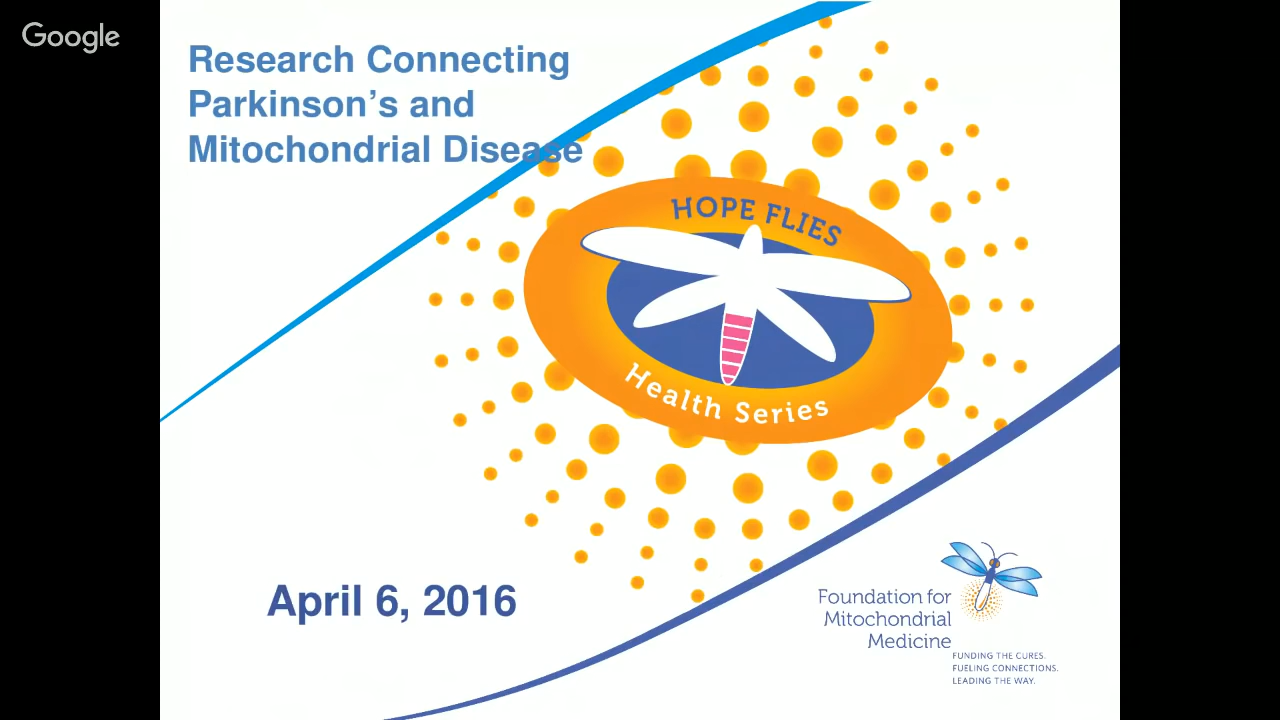 Google
Research Connecting
Parkinson's and
Mitochondrial Disease
HOPE FLIES
Health Series
April 6, 2016
Foundation for
Mitochondrial
Medicine
FUNDING THE CURES.
FUELING CONNECTIONS.
LEADING THE WAY.